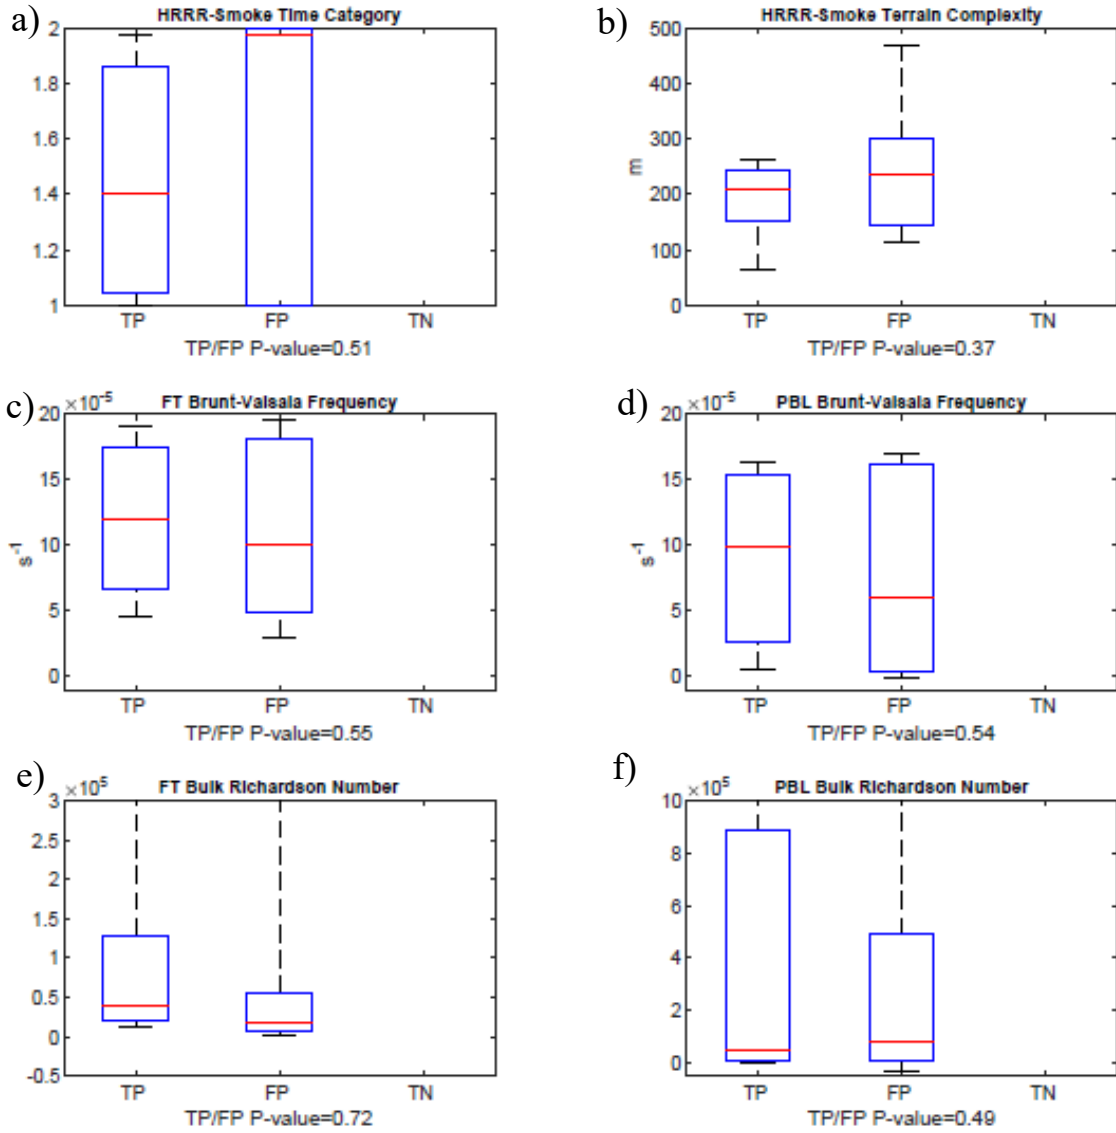 a)
HRRR-Smoke Time Category
2
1.8
1.6
1.4
1.2
1
TP
FP
TN
TP/FP P-value=0.51
b)
HRRR-Smoke Terrain Complexity
500
400
300
200
100
0
m
TP
FP
TN
TP/FP P-value=0.37
c)
×10⁻⁵
FT Brunt-Vaisala Frequency
20
15
10
5
0
s⁻¹
TP
FP
TN
TP/FP P-value=0.55
d)
×10⁻⁵
PBL Brunt-Vaisala Frequency
20
15
10
5
0
s⁻¹
TP
FP
TN
TP/FP P-value=0.54
e)
×10⁵
FT Bulk Richardson Number
3
2.5
2
1.5
1
0.5
0
-0.5
TP
FP
TN
TP/FP P-value=0.72
f)
×10⁵
PBL Bulk Richardson Number
10
8
6
4
2
0
TP
FP
TN
TP/FP P-value=0.49